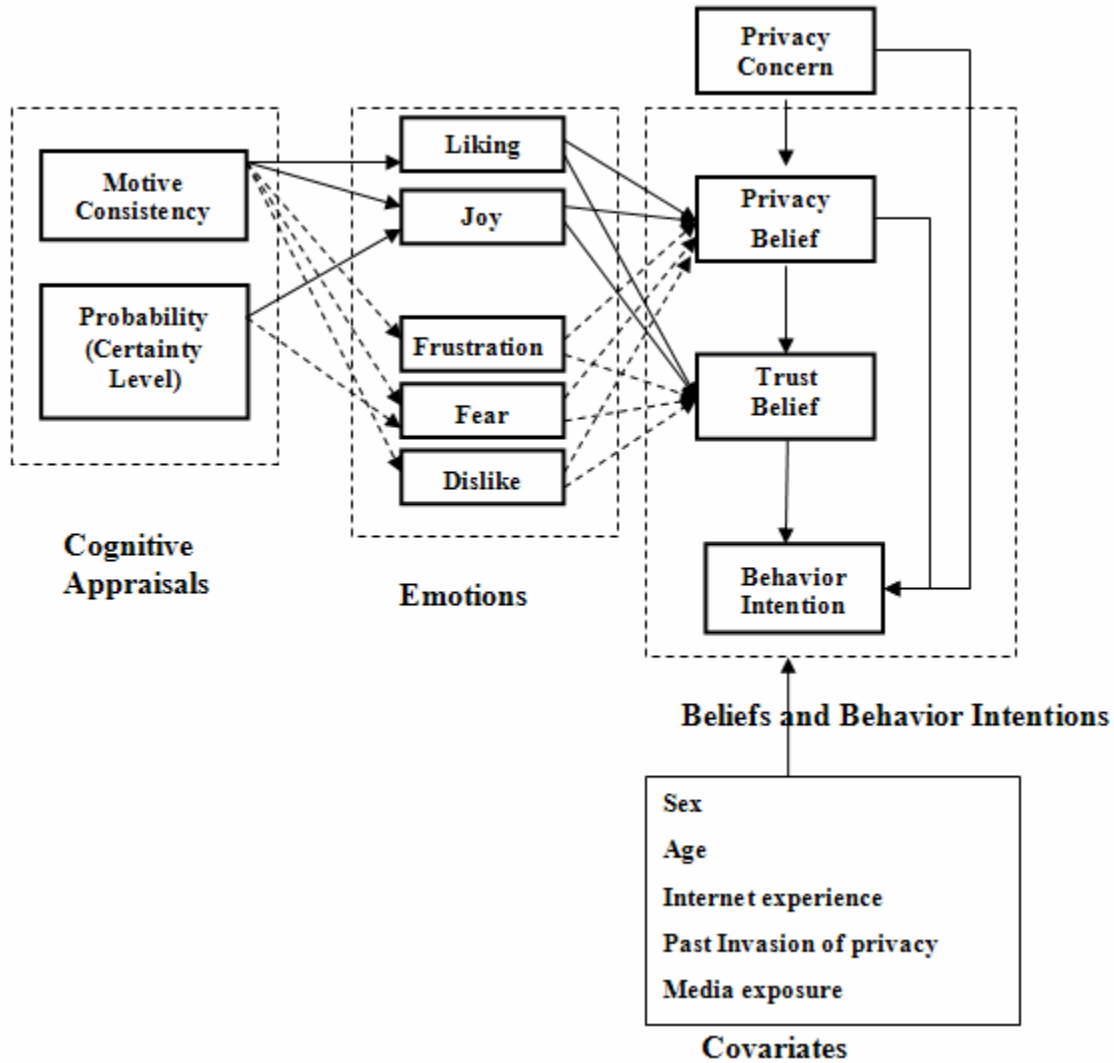 Privacy
Concern
Motive
Consistency
Probability
(Certainty
Level)
Cognitive
Appraisals
Liking
Joy
Frustration
Fear
Dislike
Emotions
Privacy
Belief
Trust
Belief
Behavior
Intention
Beliefs and Behavior Intentions
Sex
Age
Internet experience
Past Invasion of privacy
Media exposure
Covariates